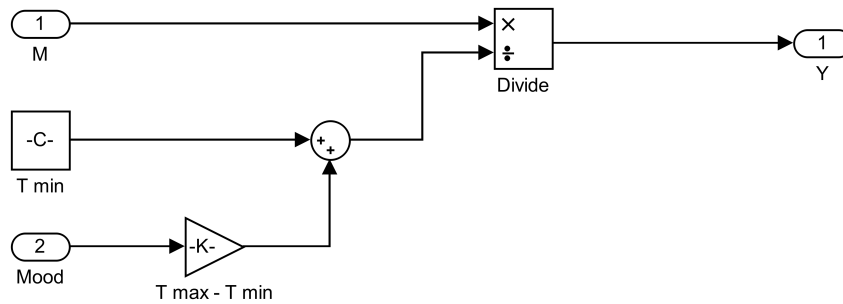 1
M
×
÷
Divide
1
Y
-C-
T min
+
+
2
Mood
-K-
T max - T min